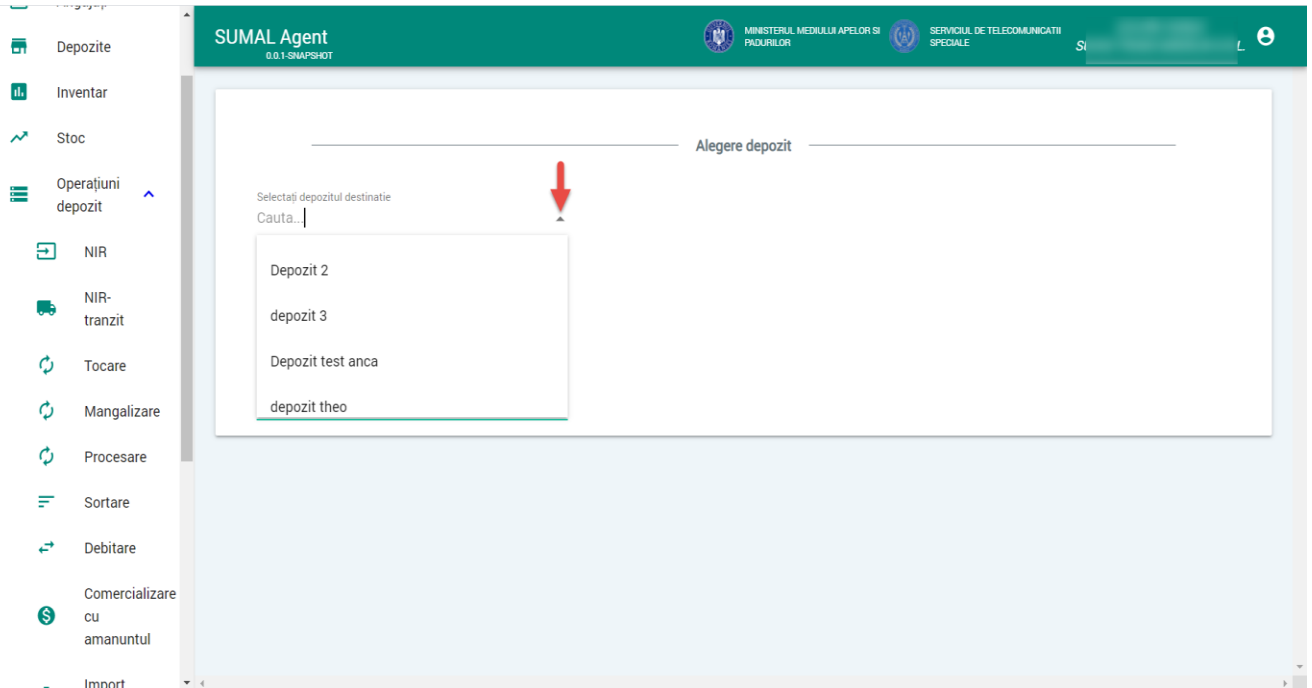 Depozite
Inventar
Stoc
Operațiuni
depozit
NIR
NIR-
tranzit
Tocare
Mangalizare
Procesare
Sortare
Debitare
Comercializare
cu
amanuntul
Import
SUMAL Agent
0.0.1-SNAPSHOT
MINISTERUL MEDIULUI APELOR SI
PADURILOR
SERVICIUL DE TELECOMUNICATII
SPECIALE
Alegere depozit
Selectați depozitul destinatie
Cauta...
Depozit 2
depozit 3
Depozit test anca
depozit theo